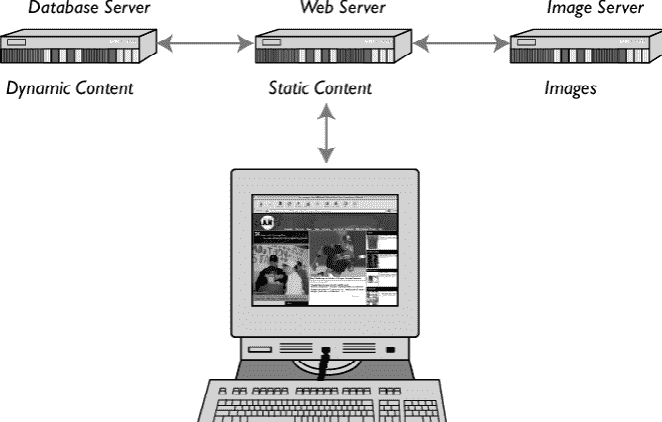 Database Server
Web Server
Image Server
Dynamic Content
Static Content
Images